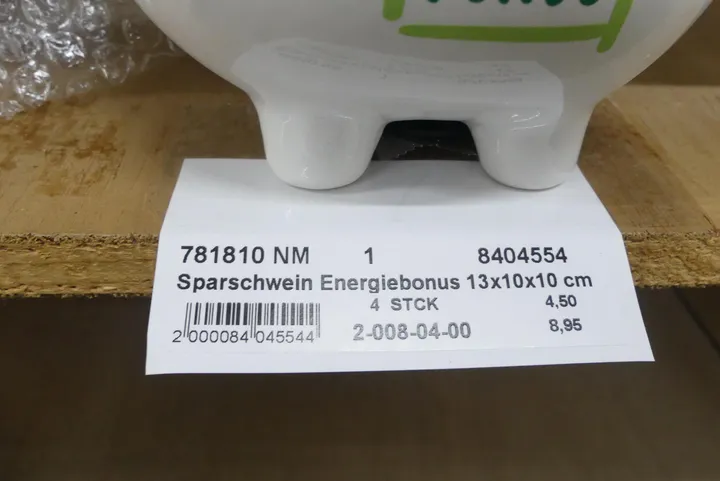 781810 NM 1 8404554
Sparschwein Energiebonus 13x10x10 cm
4 STCK 4,50
2 000084 045544 2-008-04-00 8,95